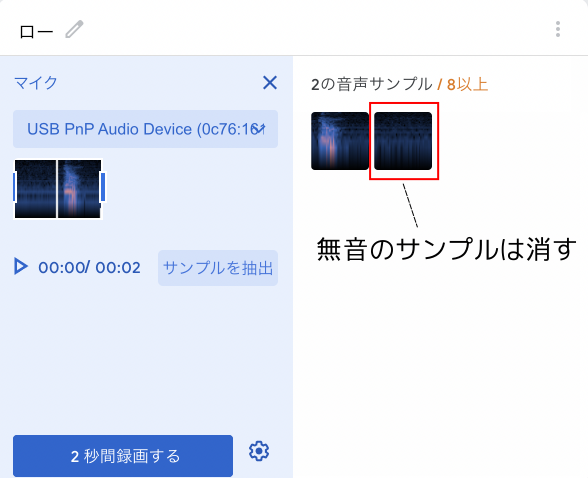 ロー
マイク
2の音声サンプル / 8以上
USB PnP Audio Device (0c76:161
無音のサンプルは消す
00:00/ 00:02
サンプルを抽出
2 秒間録画する